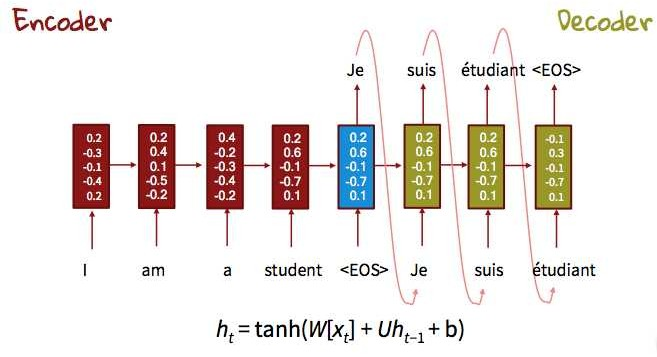 Encoder
Decoder
Je suis étudiant <EOS>
0.2 0.2 0.4 0.2 0.2 0.2 0.2 -0.1
-0.3 0.4 -0.2 0.6 0.6 0.6 0.6 0.3
-0.1 0.1 -0.3 -0.1 -0.1 -0.1 -0.1 -0.1
-0.4 -0.5 -0.4 -0.7 -0.7 -0.7 -0.7 -0.7
0.2 -0.2 -0.2 0.1 0.1 0.1 0.1 0.1
I am a student <EOS> Je suis étudiant
hₜ = tanh(W[xₜ] + Uhₜ₋₁ + b)